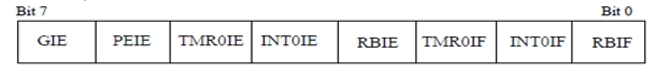 Bit 7 Bit 0
GIE PEIE TMR0IE INT0IE RBIE TMR0IF INT0IF RBIF